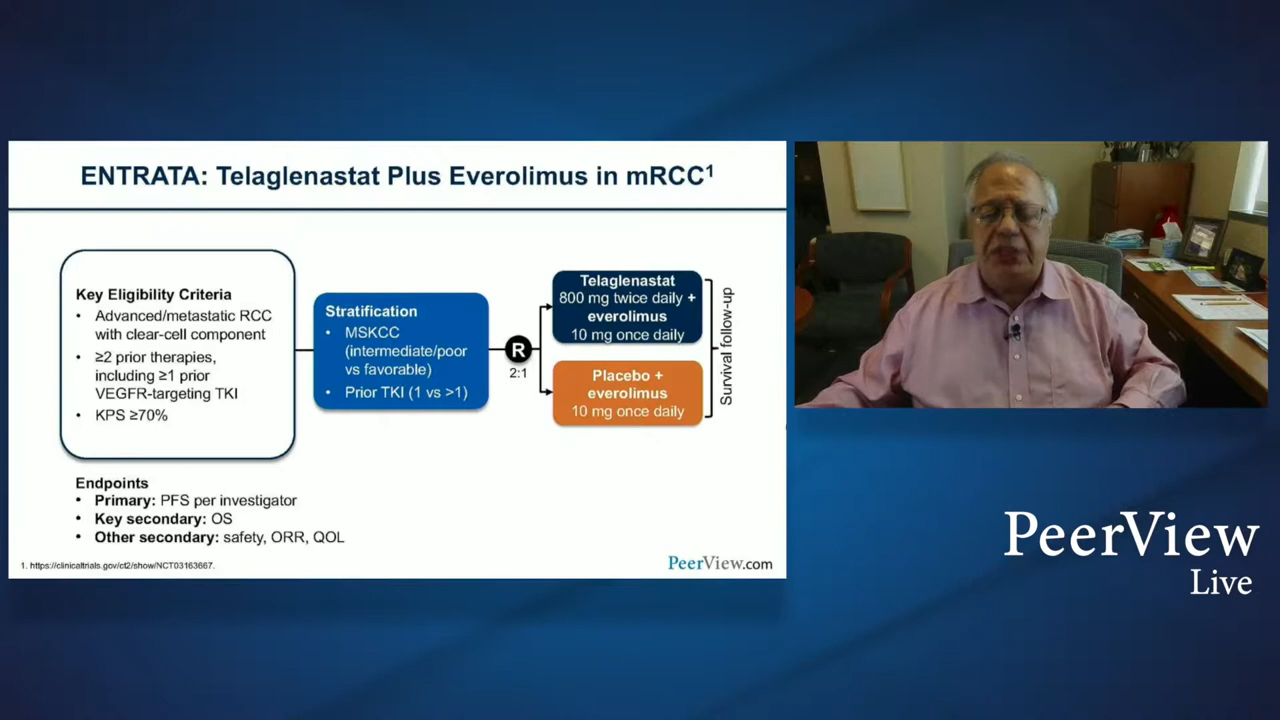 ENTRATA: Telaglenastat Plus Everolimus in mRCC¹
Key Eligibility Criteria
• Advanced/metastatic RCC
with clear-cell component
• ≥2 prior therapies,
including ≥1 prior
VEGFR-targeting TKI
• KPS ≥70%
Stratification
• MSKCC
(intermediate/poor
vs favorable)
• Prior TKI (1 vs >1)
R
2:1
Telaglenastat
800 mg twice daily +
everolimus
10 mg once daily
Placebo +
everolimus
10 mg once daily
Survival follow-up
Endpoints
• Primary: PFS per investigator
• Key secondary: OS
• Other secondary: safety, ORR, QOL
1. https://clinicaltrials.gov/ct2/show/NCT03163667.
PeerView.com
PeerView
Live